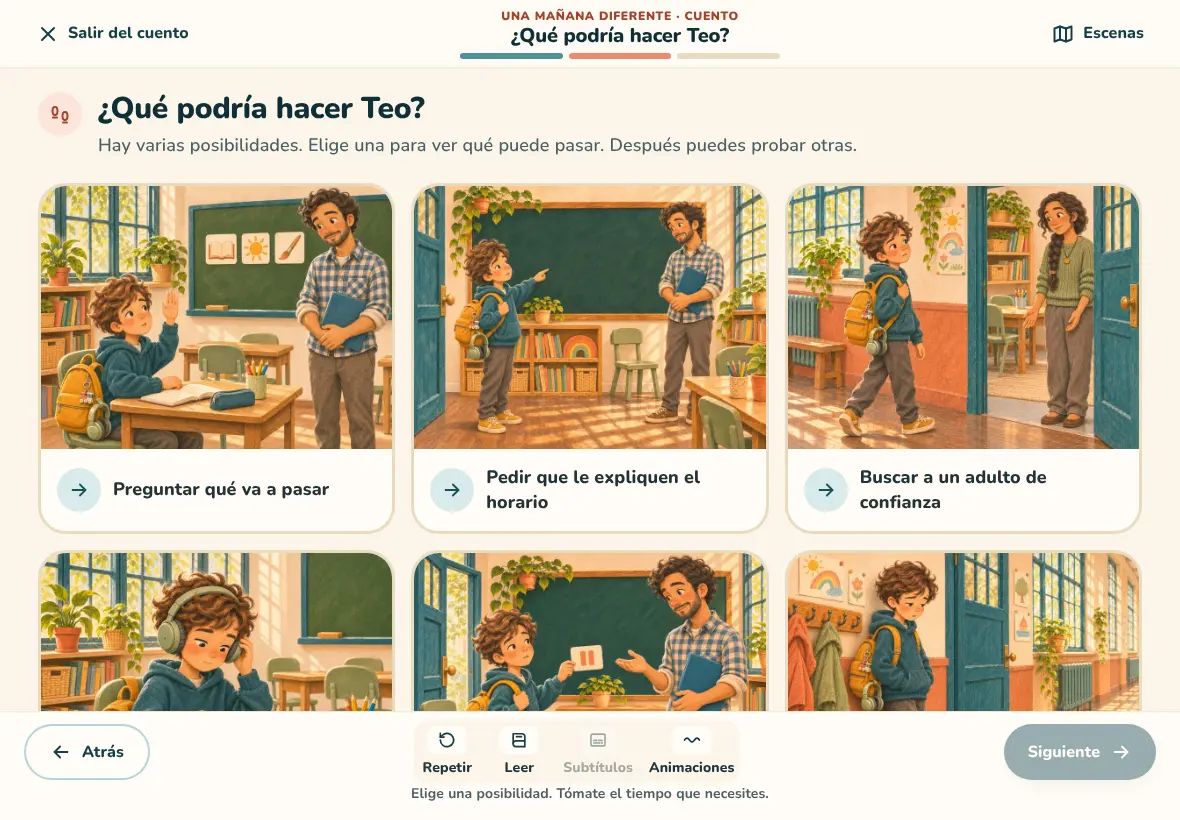 Salir del cuento
UNA MAÑANA DIFERENTE · CUENTO
¿Qué podría hacer Teo?
Escenas
¿Qué podría hacer Teo?
Hay varias posibilidades. Elige una para ver qué puede pasar. Después puedes probar otras.
Preguntar qué va a pasar
Pedir que le expliquen el
horario
Buscar a un adulto de
confianza
Atrás
Repetir
Leer
Subtítulos
Animaciones
Siguiente
Elige una posibilidad. Tómate el tiempo que necesites.